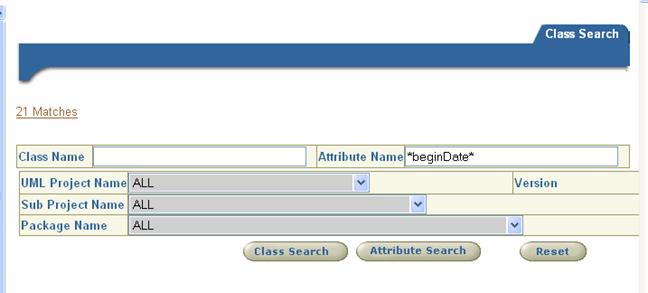 Class Search
21 Matches
Class Name Attribute Name *beginDate*
UML Project Name ALL Version
Sub Project Name ALL
Package Name ALL
Class Search Attribute Search Reset